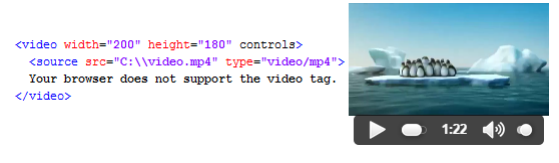 <video width="200" height="180" controls>
<source src="C:\\video.mp4" type="video/mp4">
Your browser does not support the video tag.
</video>
1:22